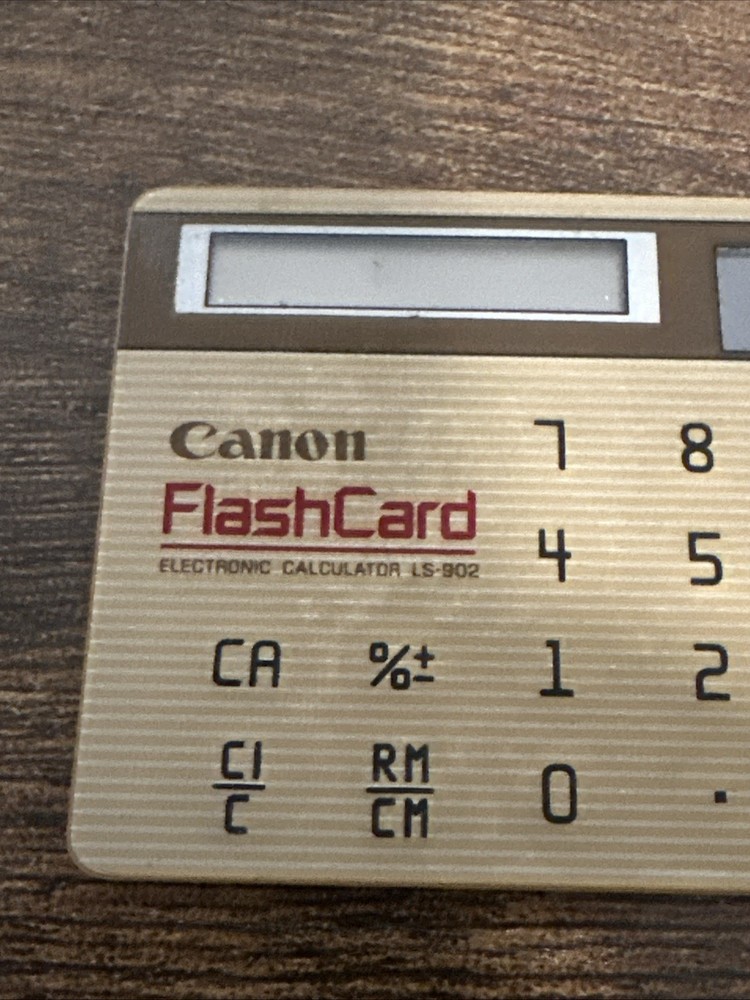 Canon
FlashCard
ELECTRONIC CALCULATOR LS-902
7 8
4 5
CA %± 1 2
CI
C
RM
CM
0 .